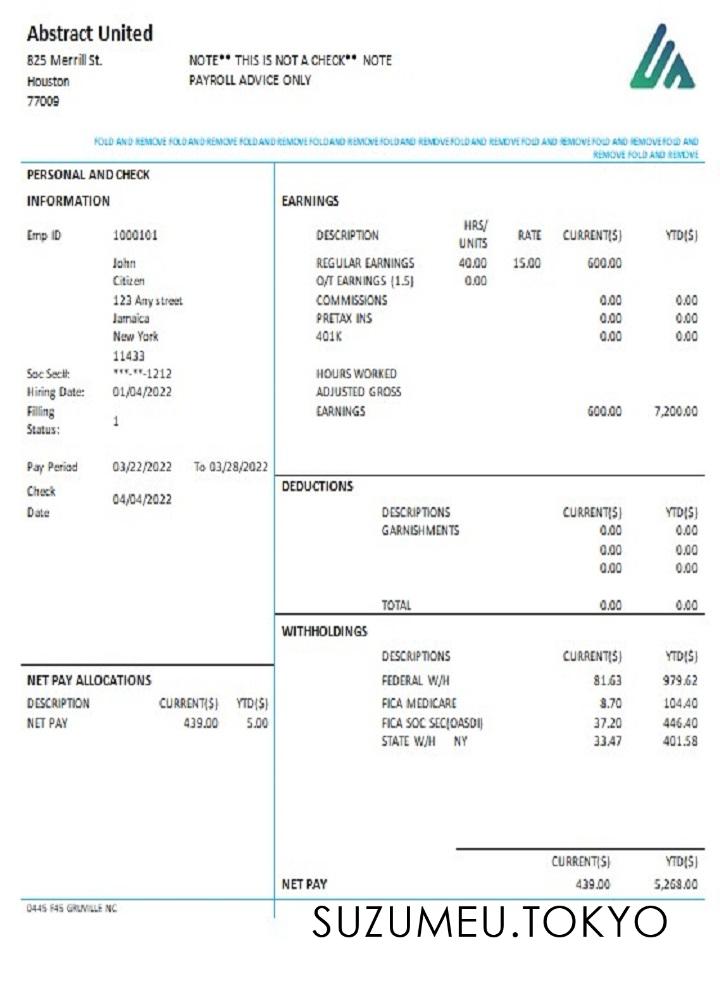 Abstract United
825 Merrill St.
Houston
77009
NOTE** THIS IS NOT A CHECK** NOTE
PAYROLL ADVICE ONLY
FOLD AND REMOVE FOLD AND REMOVE FOLD AND REMOVE FOLD AND REMOVE FOLD AND REMOVE FOLD AND REMOVE FOLD AND REMOVE FOLD AND REMOVE FOLD AND
REMOVE FOLD AND REMOVE
PERSONAL AND CHECK
INFORMATION
Emp ID 1000101
John
Citizen
123 Any street
Jamaica
New York
11433
Soc Sec#: ***-**-1212
Hiring Date: 01/04/2022
Filling
Status: 1
Pay Period 03/22/2022 To 03/28/2022
Check
Date 04/04/2022
EARNINGS
DESCRIPTION HRS/ UNITS RATE CURRENT($) YTD($)
REGULAR EARNINGS 40.00 15.00 600.00
O/T EARNINGS (1.5) 0.00
COMMISSIONS 0.00 0.00
PRETAX INS 0.00 0.00
401K 0.00 0.00
HOURS WORKED
ADJUSTED GROSS
EARNINGS 600.00 7,200.00
DEDUCTIONS
DESCRIPTIONS CURRENT($) YTD($)
GARNISHMENTS 0.00 0.00
0.00 0.00
0.00 0.00
TOTAL 0.00 0.00
WITHHOLDINGS
DESCRIPTIONS CURRENT($) YTD($)
FEDERAL W/H 81.63 979.62
FICA MEDICARE 8.70 104.40
FICA SOC SEC(OASDI) 37.20 446.40
STATE W/H NY 33.47 401.58
NET PAY ALLOCATIONS
DESCRIPTION CURRENT($) YTD($)
NET PAY 439.00 5.00
CURRENT($) YTD($)
NET PAY 439.00 5,268.00
0445 F45 NC
SUZUMEU.TOKYO